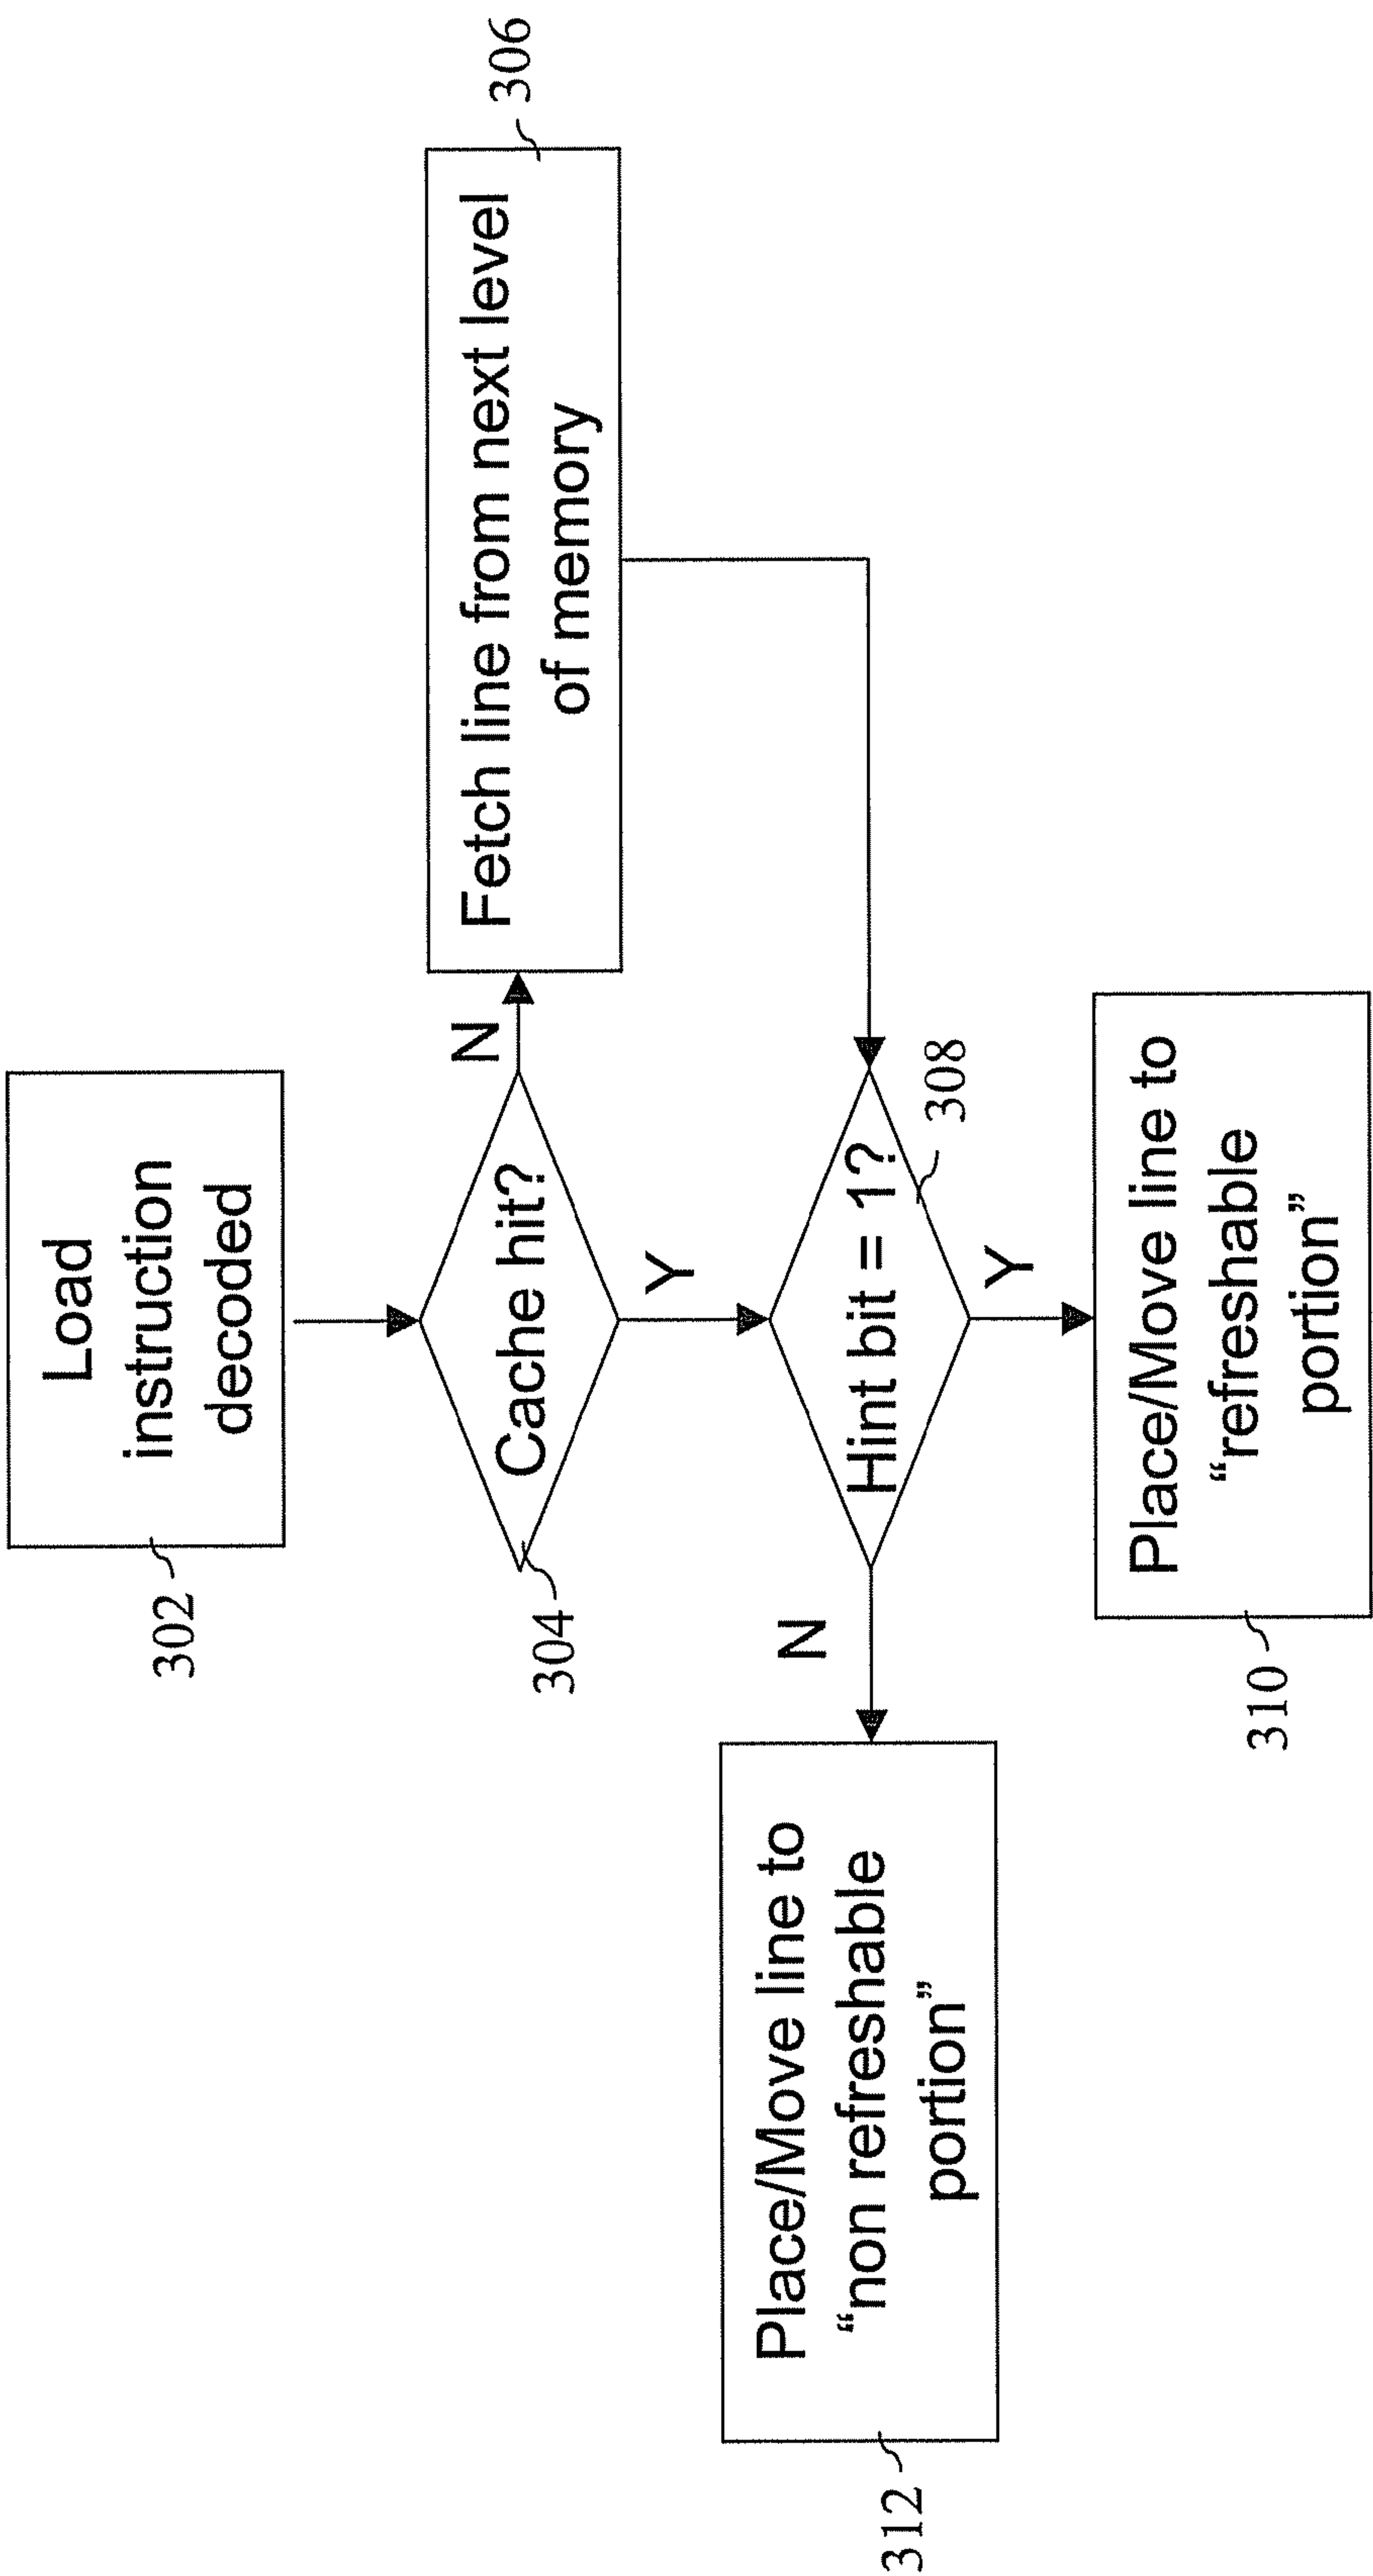 Load
instruction
decoded
302
Cache hit?
304
N
Fetch line from next level
of memory
306
Y
Hint bit = 1?
308
N
Place/Move line to
“non refreshable
portion”
312
Y
Place/Move line to
“refreshable
portion”
310